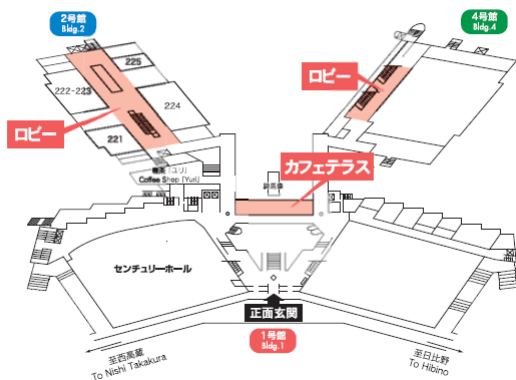 2号館
Bldg.2
4号館
Bldg.4
225
222-223
224
221
ロビー
ロビー
カフェテラス
(ユリ)
Coffee Shop [Yuri]
センチュリーホール
正面玄関
1号館
Bldg.1
至西高蔵
To Nishi Takakura
至日比野
To Hibino